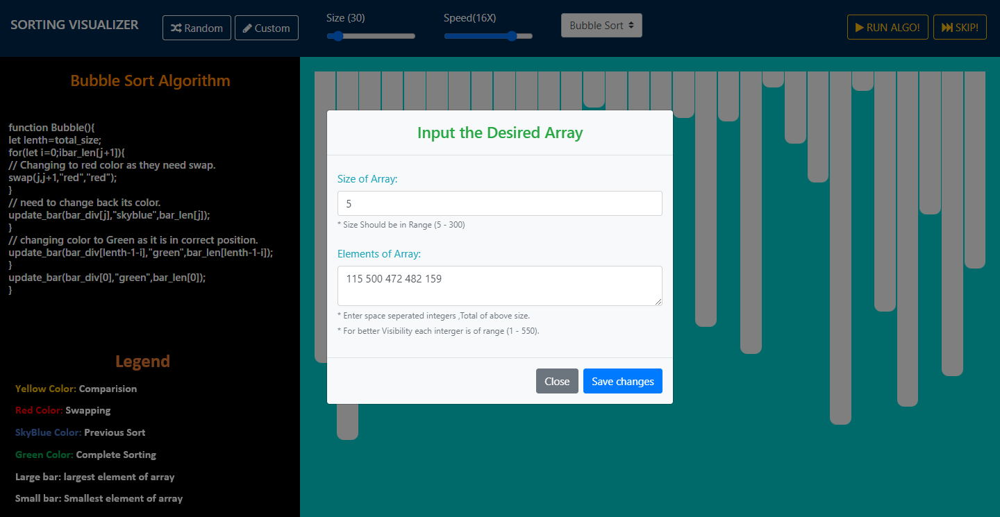 SORTING VISUALIZER
Random
Custom
Size (30)
Speed(16X)
Bubble Sort
RUN ALGO!
SKIP!
Bubble Sort Algorithm
function Bubble(){
let lenth=total_size;
for(let i=0;ibar_len[j+1]){
// Changing to red color as they need swap.
swap(j,j+1,"red","red");
}
// need to change back its color.
update_bar(bar_div[j],"skyblue",bar_len[j]);
}
// changing color to Green as it is in correct position.
update_bar(bar_div[lenth-1-i],"green",bar_len[lenth-1-i]);
}
update_bar(bar_div[0],"green",bar_len[0]);
}
Legend
Yellow Color: Comparision
Red Color: Swapping
SkyBlue Color: Previous Sort
Green Color: Complete Sorting
Large bar: largest element of array
Small bar: Smallest element of array
Input the Desired Array
Size of Array:
5
* Size Should be in Range (5 - 300)
Elements of Array:
115 500 472 482 159
* Enter space seperated integers ,Total of above size.
* For better Visibility each interger is of range (1 - 550).
Close
Save changes